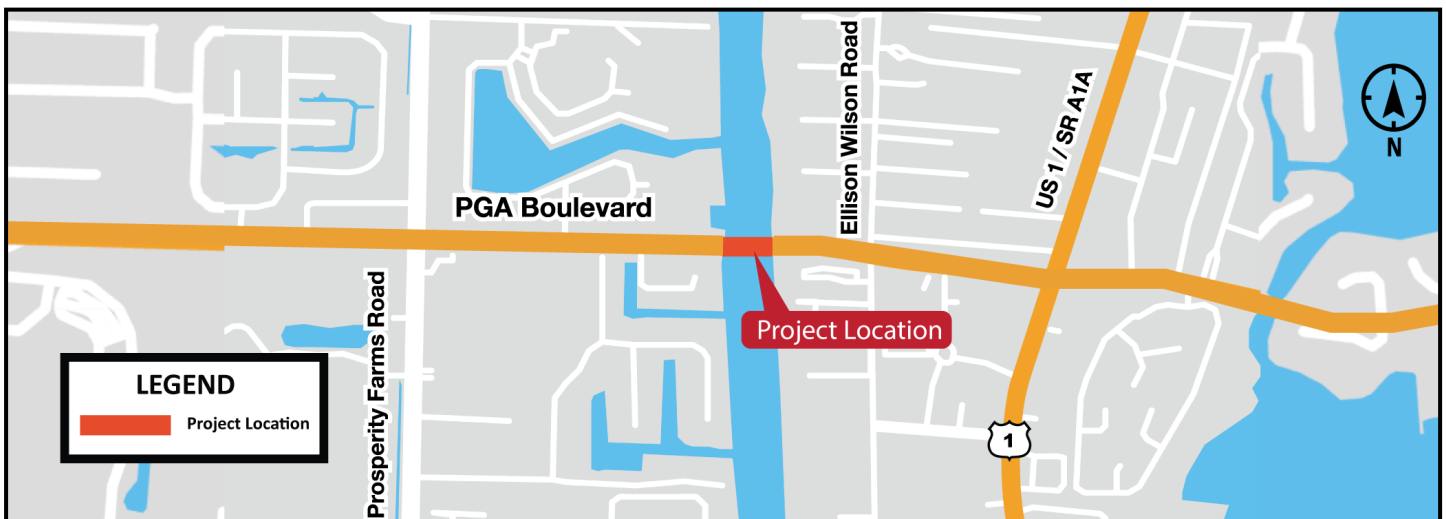 Ellison Wilson Road
US 1 / SR A1A
N
PGA Boulevard
Project Location
Prosperity Farms Road
LEGEND
Project Location
1